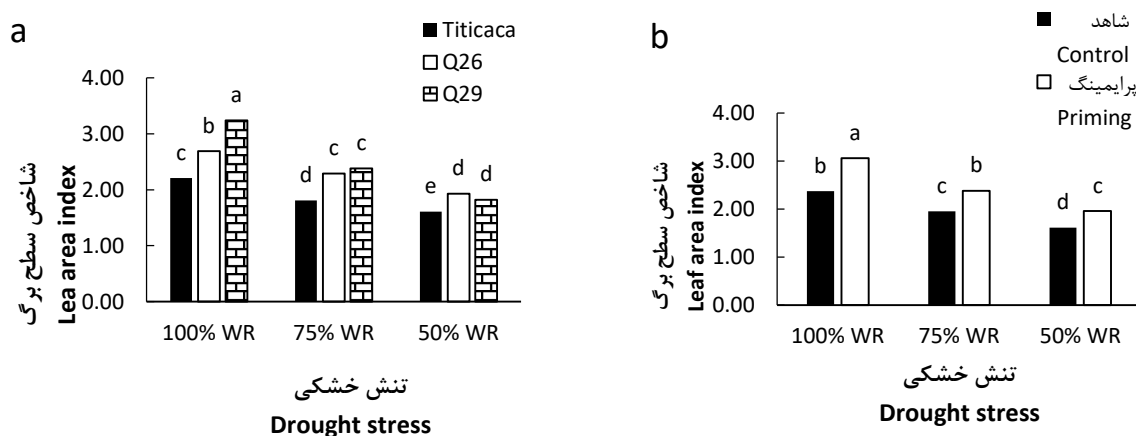 a
Titicaca
Q26
Q29
4.00
3.00
2.00
1.00
0.00
شاخص سطح برگ
Lea area index
c b a
d c c
e d d
100% WR 75% WR 50% WR
تنش خشکی
Drought stress
b
شاهد
Control
پرایمینگ
Priming
4.00
3.00
2.00
1.00
0.00
شاخص سطح برگ
Leaf area index
b a
c b
d c
100% WR 75% WR 50% WR
تنش خشکی
Drought stress